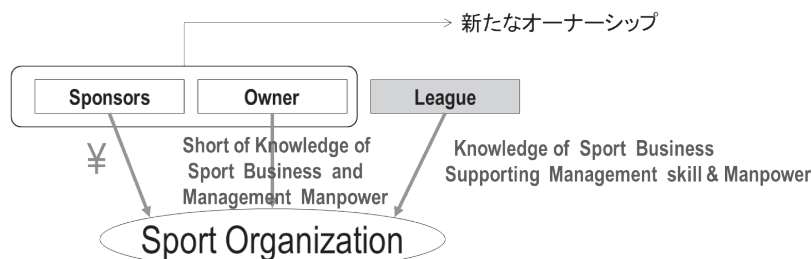 新たなオーナーシップ
Sponsors
Owner
League
¥
Short of Knowledge of
Sport Business and
Management Manpower
Knowledge of Sport Business
Supporting Management skill & Manpower
Sport Organization